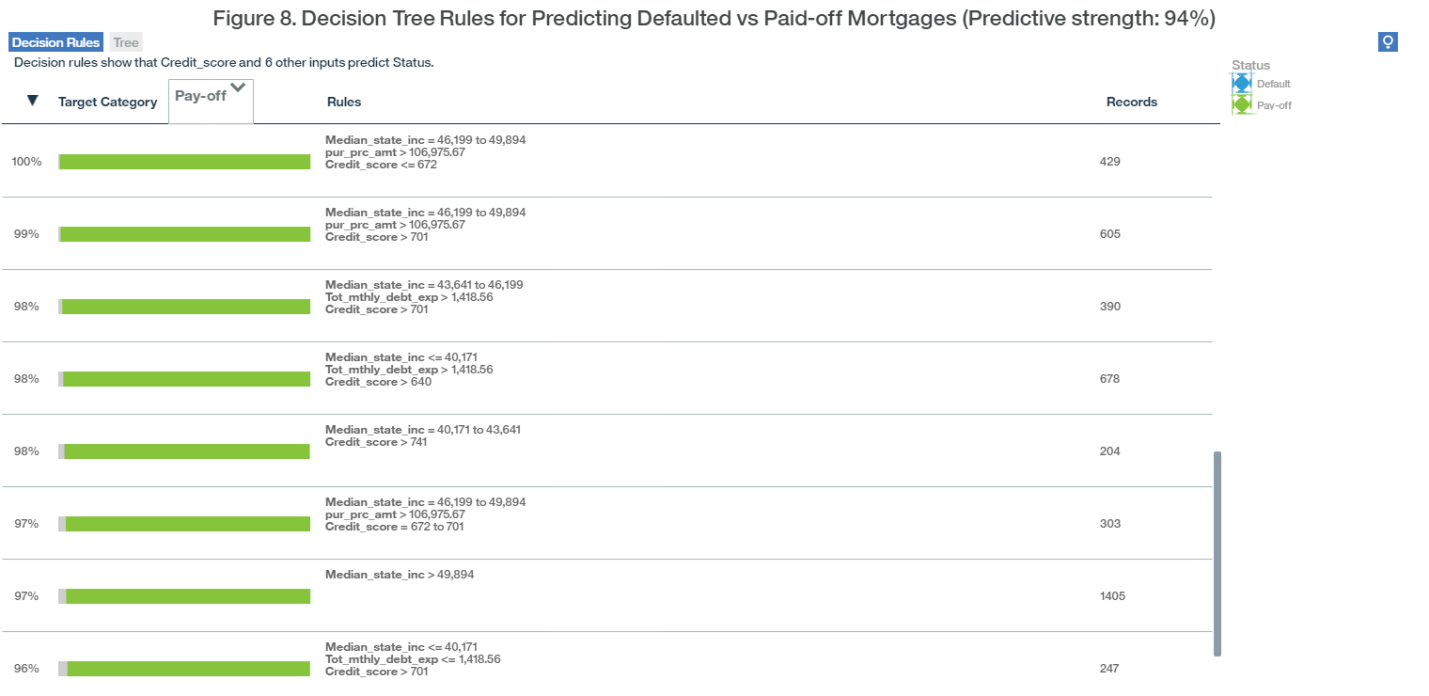 Figure 8. Decision Tree Rules for Predicting Defaulted vs Paid-off Mortgages (Predictive strength: 94%)
Decision Rules Tree
Decision rules show that Credit_score and 6 other inputs predict Status.
Status
Default
Pay-off
▼ Target Category Pay-off Rules Records
Median_state_inc = 46,199 to 49,894
pur_prc_amt > 106,975.67
100% 429
Credit_score <= 672
Median_state_inc = 46,199 to 49,894
pur_prc_amt > 106,975.67
99% 605
Credit_score > 701
Median_state_inc = 43,641 to 46,199
Tot_mthly_debt_exp > 1,418.56
98% 390
Credit_score > 701
Median_state_inc <= 40,171
Tot_mthly_debt_exp > 1,418.56
98% 678
Credit_score > 640
Median_state_inc = 40,171 to 43,641
Credit_score > 741
98% 204
Median_state_inc = 46,199 to 49,894
pur_prc_amt > 106,975.67
97% 303
Credit_score = 672 to 701
Median_state_inc > 49,894
97% 1405
Median_state_inc <= 40,171
Tot_mthly_debt_exp <= 1,418.56
96% 247
Credit_score > 701